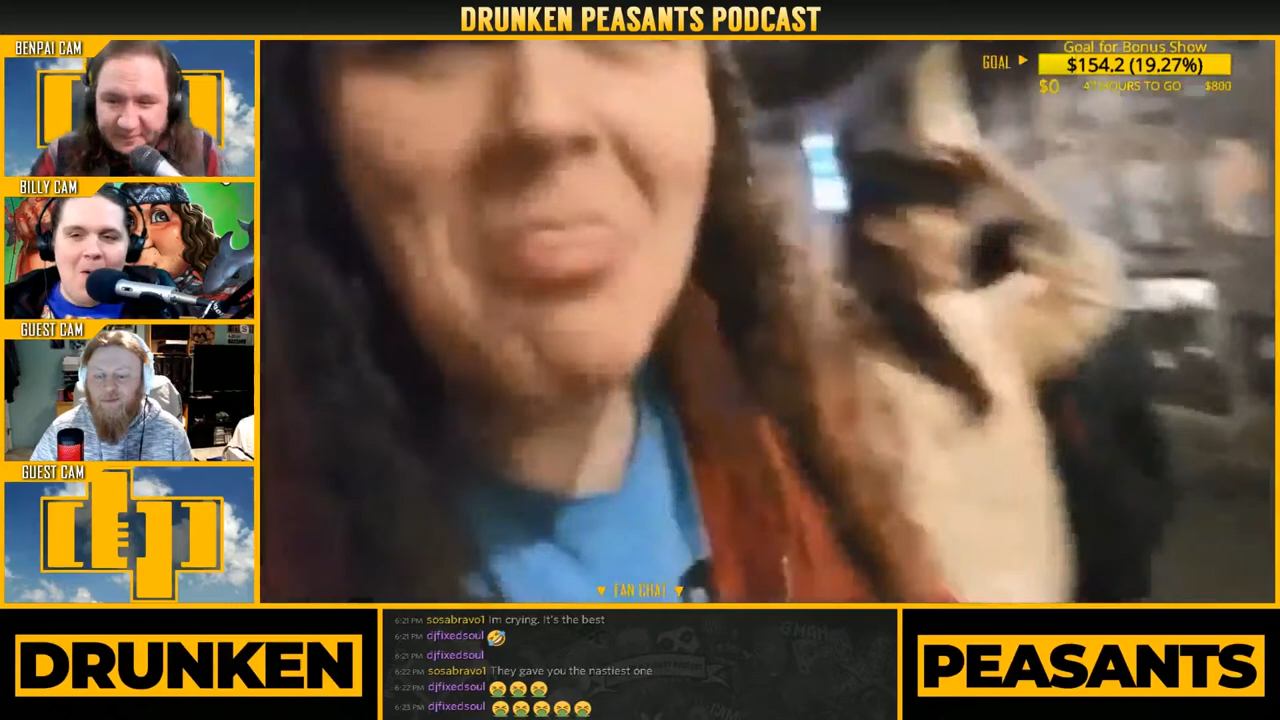 DRUNKEN PEASANTS PODCAST
BENPAI CAM
BILLY CAM
GUEST CAM
GUEST CAM
Goal for Bonus Show
GOAL ▶
$154.2 (19.27%)
$0
HOURS TO GO
$800
▼ FAN CHAT ▼
DRUNKEN
6:21 PM sosabravo1 Im crying. It's the best
6:21 PM djfixedsoul 🤣
6:21 PM djfixedsoul
6:22 PM sosabravo1 They gave you the nastiest one
6:22 PM djfixedsoul 🤮 🤮 🤮
6:23 PM djfixedsoul 🤮 🤮 🤮 🤮 🤮
PEASANTS